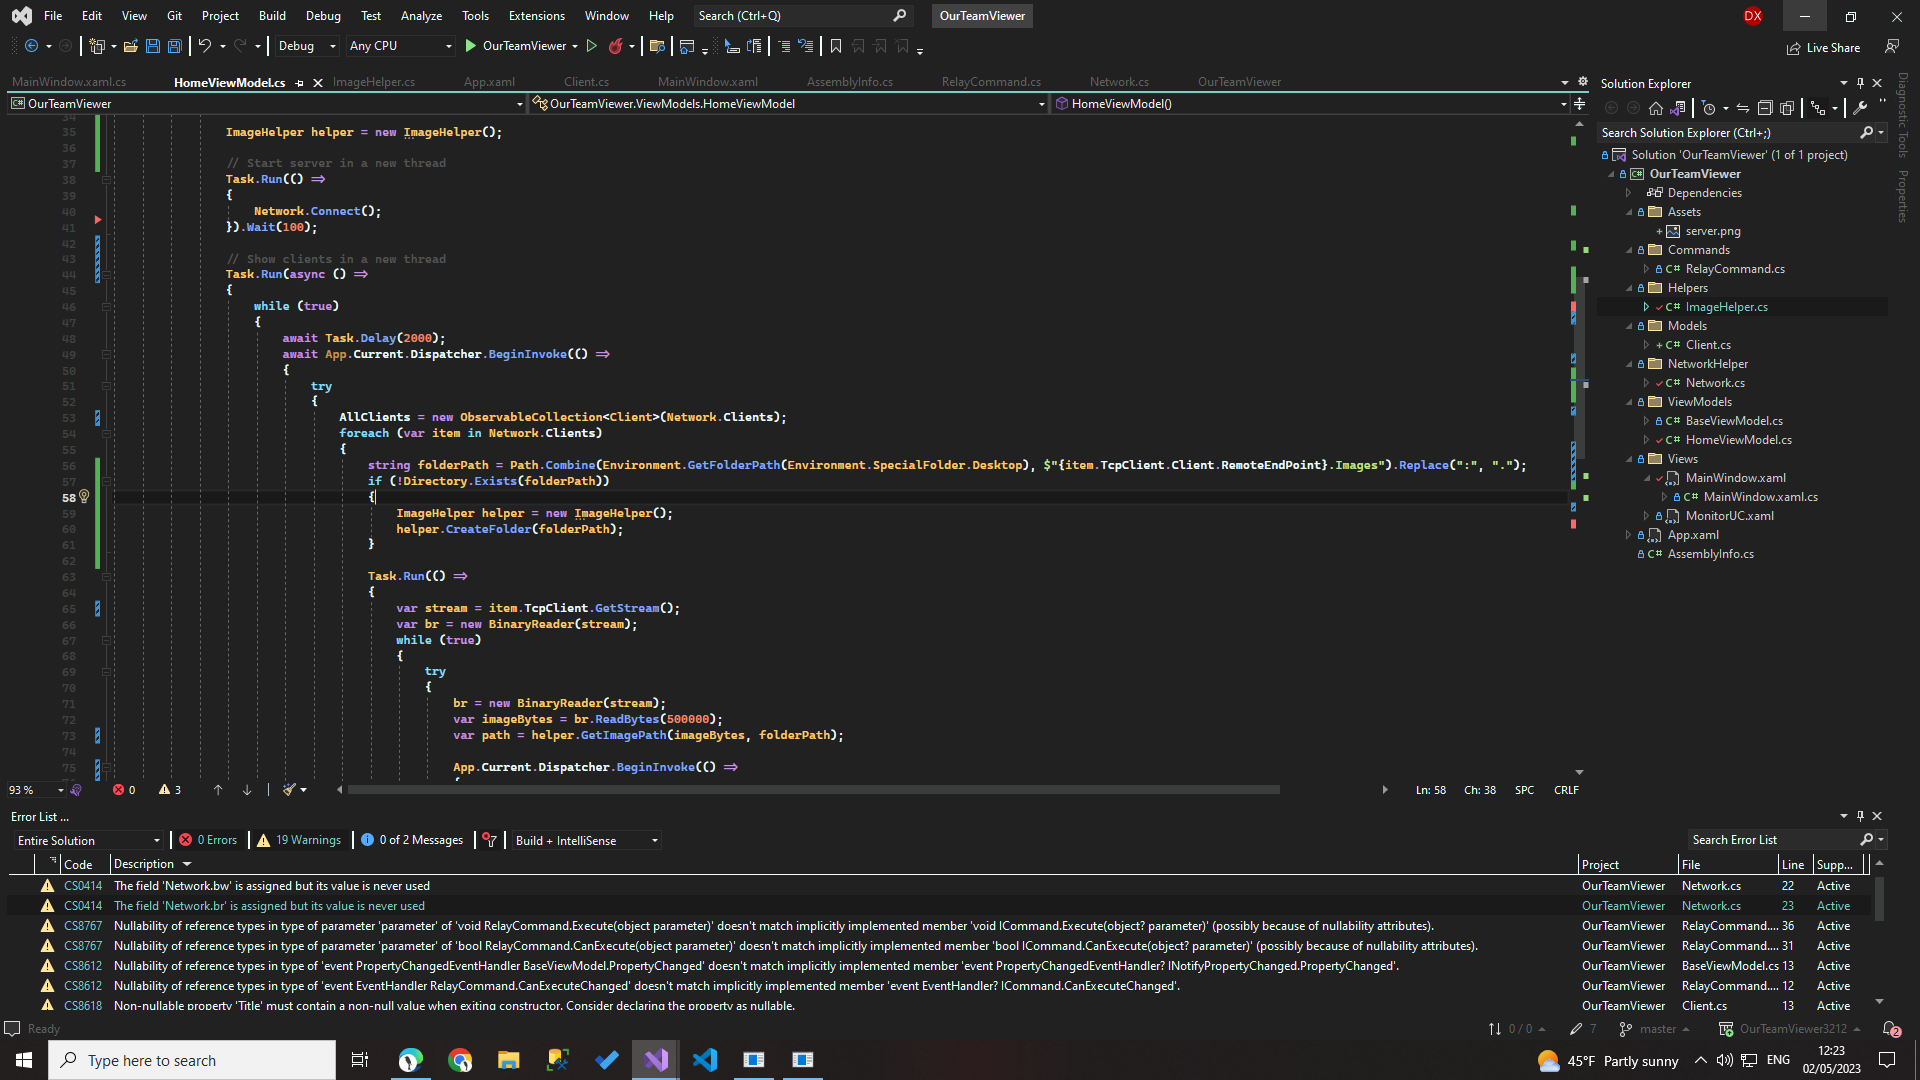 File Edit View Git Project Build Debug Test Analyze Tools Extensions Window Help Search (Ctrl+Q) OurTeamViewer DX
Debug Any CPU OurTeamViewer Live Share
MainWindow.xaml.cs HomeViewModel.cs ImageHelper.cs App.xaml Client.cs MainWindow.xaml AssemblyInfo.cs RelayCommand.cs Network.cs OurTeamViewer
OurTeamViewer OurTeamViewer.ViewModels.HomeViewModel HomeViewModel()
34
35 ImageHelper helper = new ImageHelper();
36
37 // Start server in a new thread
38 Task.Run(() =>
39 {
40 Network.Connect();
41 }).Wait(100);
42
43 // Show clients in a new thread
44 Task.Run(async () =>
45 {
46 while (true)
47 {
48 await Task.Delay(2000);
49 await App.Current.Dispatcher.BeginInvoke(() =>
50 {
51 try
52 {
53 AllClients = new ObservableCollection<Client>(Network.Clients);
54 foreach (var item in Network.Clients)
55 {
56 string folderPath = Path.Combine(Environment.GetFolderPath(Environment.SpecialFolder.Desktop), $"{item.TcpClient.Client.RemoteEndPoint}.Images").Replace(":", ".");
57 if (!Directory.Exists(folderPath))
58 {
59 ImageHelper helper = new ImageHelper();
60 helper.CreateFolder(folderPath);
61 }
62
63 Task.Run(() =>
64 {
65 var stream = item.TcpClient.GetStream();
66 var br = new BinaryReader(stream);
67 while (true)
68 {
69 try
70 {
71 br = new BinaryReader(stream);
72 var imageBytes = br.ReadBytes(500000);
73 var path = helper.GetImagePath(imageBytes, folderPath);
74
75 App.Current.Dispatcher.BeginInvoke(() =>
93 % 0 3 Ln: 58 Ch: 38 SPC CRLF
Solution Explorer
Search Solution Explorer (Ctrl+;)
Solution 'OurTeamViewer' (1 of 1 project)
OurTeamViewer
Dependencies
Assets
server.png
Commands
RelayCommand.cs
Helpers
ImageHelper.cs
Models
Client.cs
NetworkHelper
Network.cs
ViewModels
BaseViewModel.cs
HomeViewModel.cs
Views
MainWindow.xaml
MainWindow.xaml.cs
MonitorUC.xaml
App.xaml
AssemblyInfo.cs
Diagnostic Tools
Properties
Error List ...
Entire Solution 0 Errors 19 Warnings 0 of 2 Messages Build + IntelliSense Search Error List
Code Description Project File Line Supp...
CS0414 The field 'Network.bw' is assigned but its value is never used OurTeamViewer Network.cs 22 Active
CS0414 The field 'Network.br' is assigned but its value is never used OurTeamViewer Network.cs 23 Active
CS8767 Nullability of reference types in type of parameter 'parameter' of 'void RelayCommand.Execute(object parameter)' doesn't match implicitly implemented member 'void ICommand.Execute(object? parameter)' (possibly because of nullability attributes). OurTeamViewer RelayCommand.... 36 Active
CS8767 Nullability of reference types in type of parameter 'parameter' of 'bool RelayCommand.CanExecute(object parameter)' doesn't match implicitly implemented member 'bool ICommand.CanExecute(object? parameter)' (possibly because of nullability attributes). OurTeamViewer RelayCommand.... 31 Active
CS8612 Nullability of reference types in type of 'event PropertyChangedEventHandler BaseViewModel.PropertyChanged' doesn't match implicitly implemented member 'event PropertyChangedEventHandler? INotifyPropertyChanged.PropertyChanged'. OurTeamViewer BaseViewModel.cs 13 Active
CS8612 Nullability of reference types in type of 'event EventHandler RelayCommand.CanExecuteChanged' doesn't match implicitly implemented member 'event EventHandler? ICommand.CanExecuteChanged'. OurTeamViewer RelayCommand.... 12 Active
CS8618 Non-nullable property 'Title' must contain a non-null value when exiting constructor. Consider declaring the property as nullable. OurTeamViewer Client.cs 13 Active
Ready 0 / 0 7 master OurTeamViewer3212 2
Type here to search 45°F Partly sunny ENG 12:23
02/05/2023